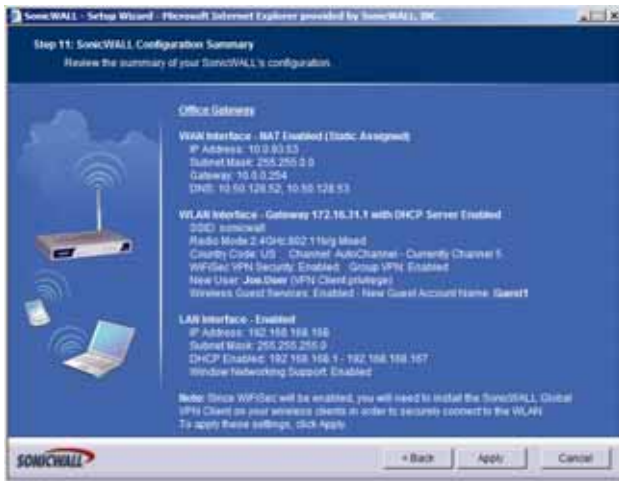 SonicWALL - Setup Wizard - Microsoft Internet Explorer provided by SonicWALL, INC.
Step 11: SonicWALL Configuration Summary
Review the summary of your SonicWALL's configuration.
Office Gateway
WAN Interface - NAT Enabled (Static Assigned)
IP Address: 10.0.93.53
Subnet Mask: 255.255.0.0
Gateway: 10.0.0.254
DNS: 10.50.128.52, 10.50.128.53
WLAN Interface - Gateway 172.16.31.1 with DHCP Server Enabled
SSID: sonicwall
Radio Mode: 2.4GHz 802.11b/g Mixed
Country Code: US Channel: AutoChannel - Currently Channel 5
WiFiSec VPN Security: Enabled Group VPN: Enabled
New User: Joe.User (VPN Client privilege)
Wireless Guest Services: Enabled - New Guest Account Name: Guest1
LAN Interface - Enabled
IP Address: 192.168.168.168
Subnet Mask: 255.255.255.0
DHCP Enabled: 192.168.168.1 - 192.168.168.167
Window Networking Support: Enabled
Note: Since WiFiSec will be enabled, you will need to install the SonicWALL Global
VPN Client on your wireless clients in order to securely connect to the WLAN.
To apply these settings, click Apply.
SONICWALL
< Back
Apply
Cancel